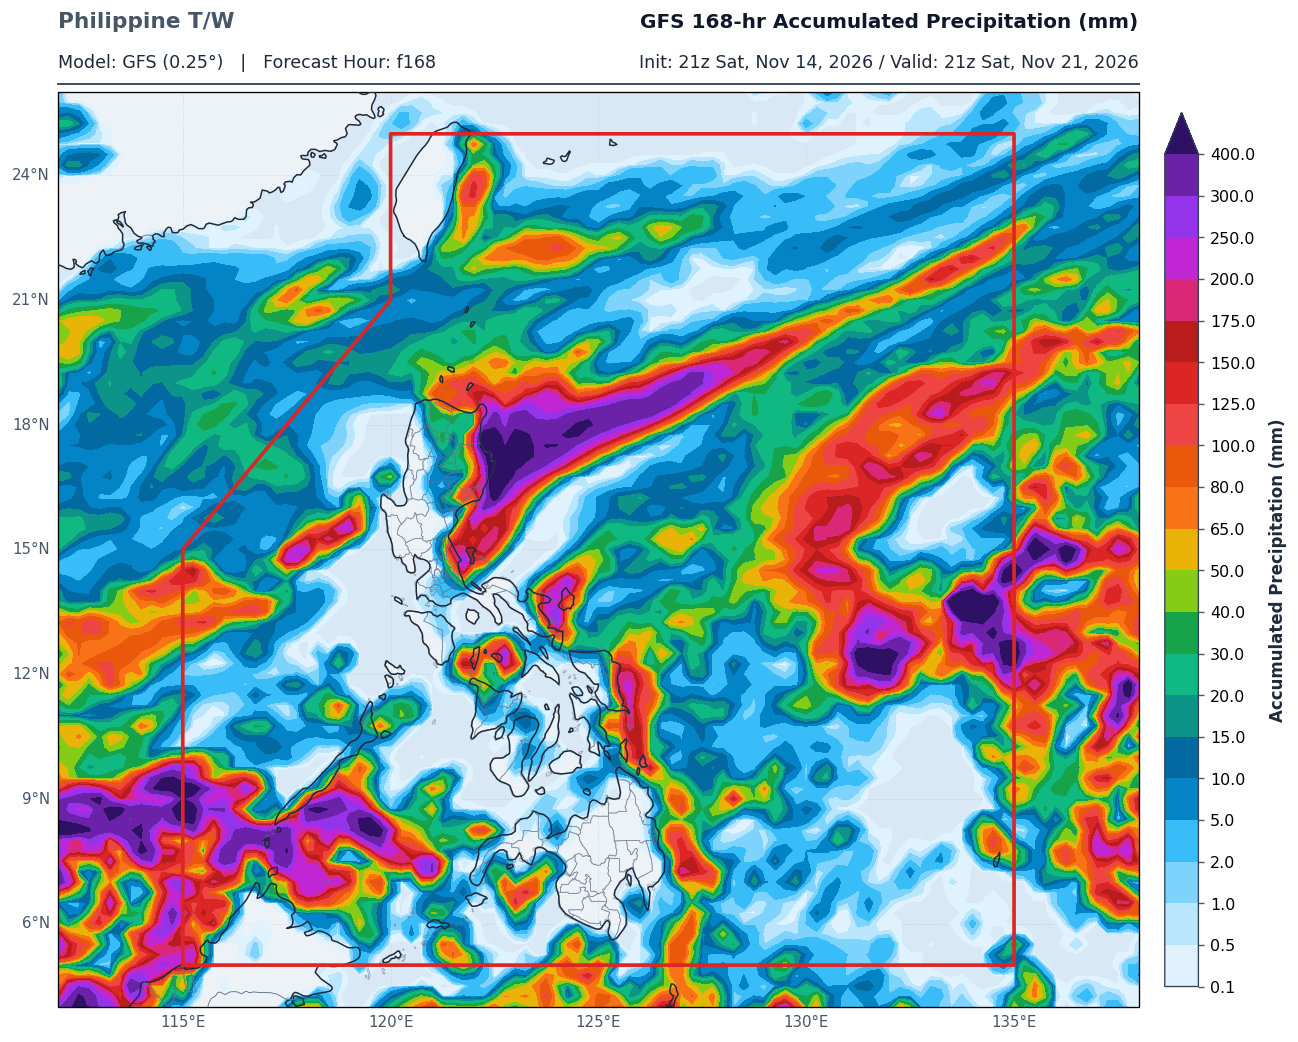 Philippine T/W
GFS 168-hr Accumulated Precipitation (mm)
Model: GFS (0.25°)   |   Forecast Hour: f168
Init: 21z Sat, Nov 14, 2026 / Valid: 21z Sat, Nov 21, 2026
24°N
21°N
18°N
15°N
12°N
9°N
6°N
115°E
120°E
125°E
130°E
135°E
400.0
300.0
250.0
200.0
175.0
150.0
125.0
100.0
80.0
65.0
50.0
40.0
30.0
20.0
15.0
10.0
5.0
2.0
1.0
0.5
0.1
Accumulated Precipitation (mm)